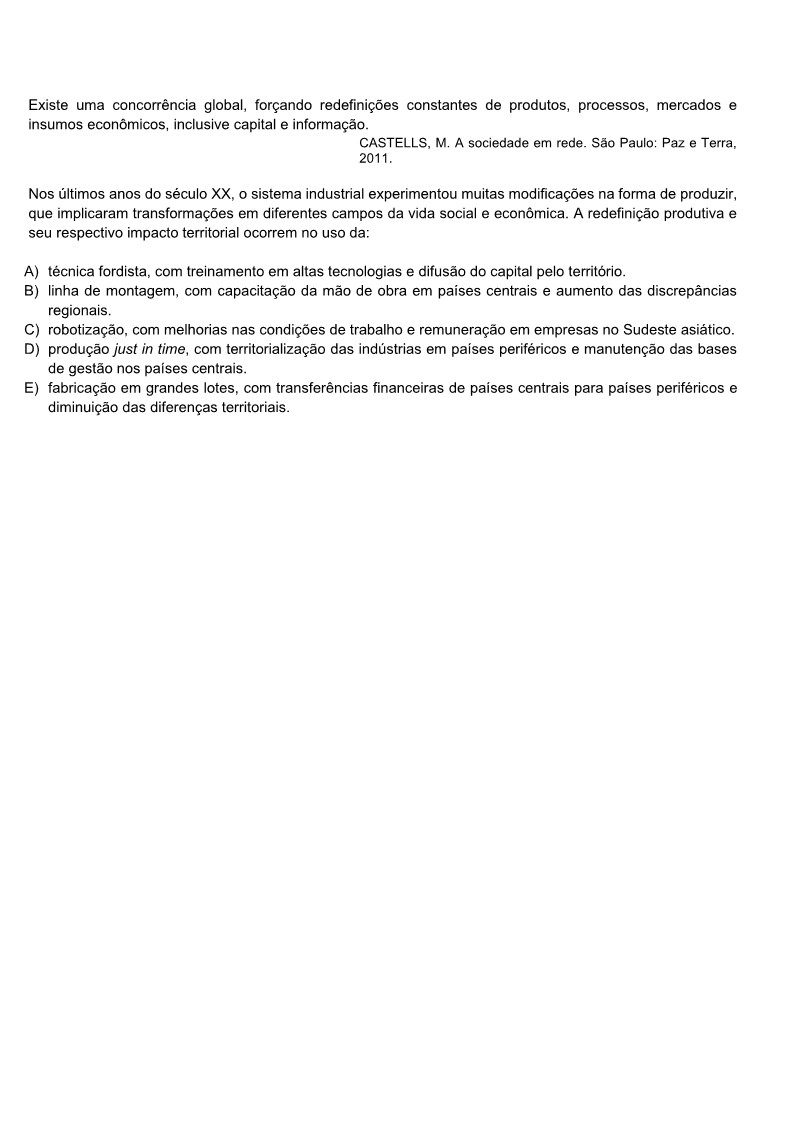 Existe uma concorrência global, forçando redefinições constantes de produtos, processos, mercados e
insumos econômicos, inclusive capital e informação.
CASTELLS, M. A sociedade em rede. São Paulo: Paz e Terra,
2011.
Nos últimos anos do século XX, o sistema industrial experimentou muitas modificações na forma de produzir,
que implicaram transformações em diferentes campos da vida social e econômica. A redefinição produtiva e
seu respectivo impacto territorial ocorrem no uso da:
A) técnica fordista, com treinamento em altas tecnologias e difusão do capital pelo território.
B) linha de montagem, com capacitação da mão de obra em países centrais e aumento das discrepâncias
regionais.
C) robotização, com melhorias nas condições de trabalho e remuneração em empresas no Sudeste asiático.
D) produção just in time, com territorialização das indústrias em países periféricos e manutenção das bases
de gestão nos países centrais.
E) fabricação em grandes lotes, com transferências financeiras de países centrais para países periféricos e
diminuição das diferenças territoriais.